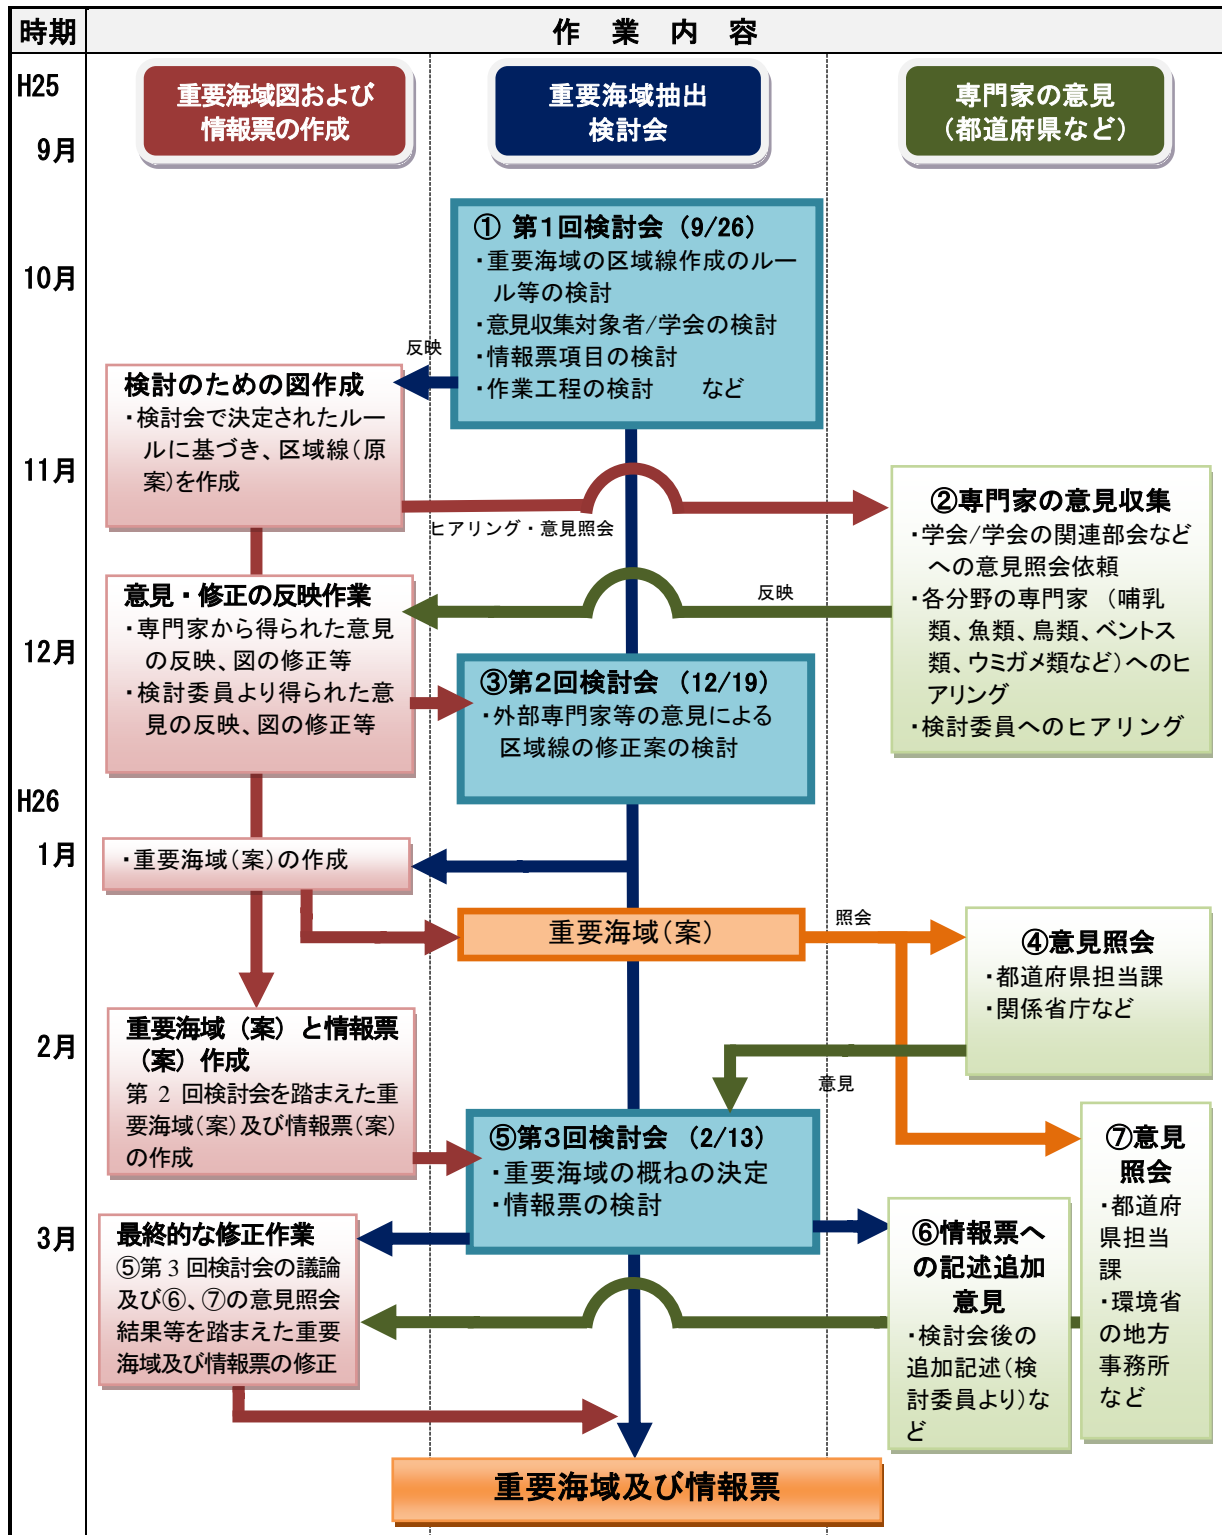 時期
作 業 内 容
H25
9月
10月
11月
12月
H26
1月
2月
3月
重要海域図および
情報票の作成
重要海域抽出
検討会
専門家の意見
（都道府県など）
① 第1回検討会（9/26）
・重要海域の区域線作成のルー
ル等の検討
・意見収集対象者/学会の検討
・情報票項目の検討
・作業工程の検討 など
反映
検討のための図作成
・検討会で決定されたルー
ルに基づき、区域線（原
案）を作成
ヒアリング・意見照会
②専門家の意見収集
・学会/学会の関連部会など
への意見照会依頼
・各分野の専門家（哺乳
類、魚類、鳥類、ベントス
類、ウミガメ類など）へのヒ
アリング
・検討委員へのヒアリング
反映
意見・修正の反映作業
・専門家から得られた意見
の反映、図の修正等
・検討委員より得られた意
見の反映、図の修正等
③第2回検討会（12/19）
・外部専門家等の意見による
区域線の修正案の検討
・重要海域（案）の作成
重要海域（案）
照会
④意見照会
・都道府県担当課
・関係省庁など
重要海域（案）と情報票
（案）作成
第 2 回検討会を踏まえた重
要海域（案）及び情報票（案）
の作成
意見
⑤第3回検討会（2/13）
・重要海域の概ねの決定
・情報票の検討
⑦意見
照会
・都道府
県担当
課
・環境省
の地方
事務所
など
⑥情報票へ
の記述追加
意見
・検討会後の
追加記述（検
討委員より）な
ど
最終的な修正作業
⑤第 3 回検討会の議論
及び⑥、⑦の意見照会
結果等を踏まえた重要
海域及び情報票の修正
重要海域及び情報票